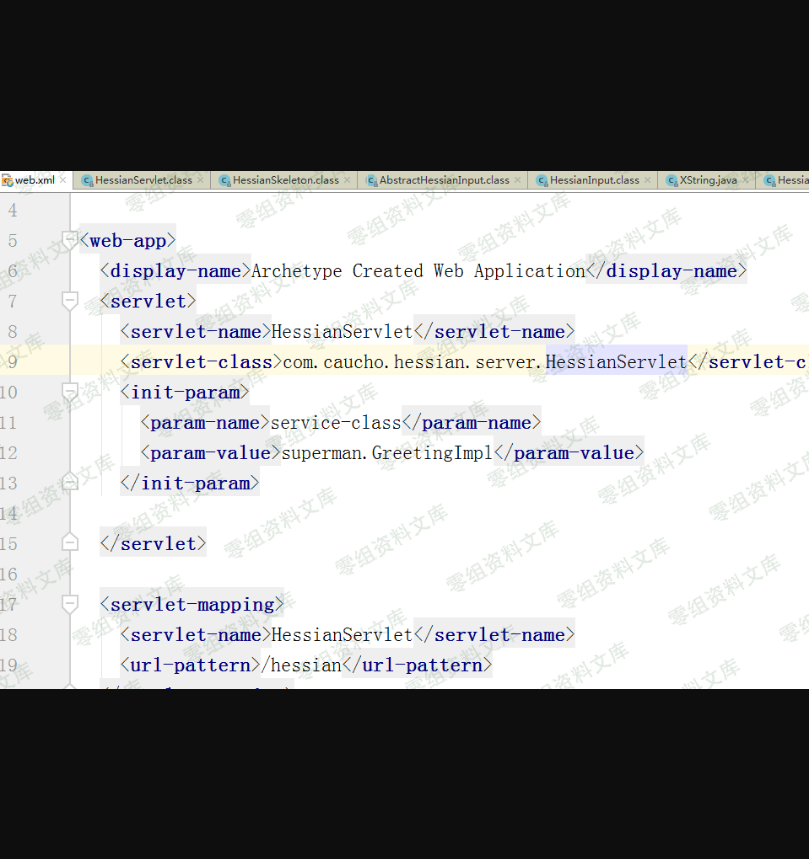 web.xml HessianServlet.class HessianSkeleton.class AbstractHessianInput.class HessianInput.class XString.java Hessia
4
5 <web-app>
6 <display-name>Archetype Created Web Application</display-name>
7 <servlet>
8 <servlet-name>HessianServlet</servlet-name>
9 <servlet-class>com.caucho.hessian.server.HessianServlet</servlet-c
10 <init-param>
11 <param-name>service-class</param-name>
12 <param-value>superman.GreetingImpl</param-value>
13 </init-param>
14
15 </servlet>
16
17 <servlet-mapping>
18 <servlet-name>HessianServlet</servlet-name>
19 <url-pattern>/hessian</url-pattern>
零组资料文库